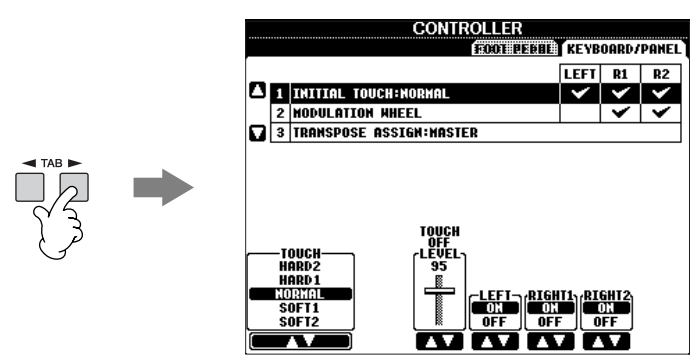 CONTROLLER
FOOT PEDAL KEYBOARD/PANEL
LEFT R1 R2
1 INITIAL TOUCH:NORMAL
2 MODULATION WHEEL
3 TRANSPOSE ASSIGN:MASTER
TAB
TOUCH
HARD2
HARD1
NORMAL
SOFT1
SOFT2
TOUCH
OFF
LEVEL
95
LEFT
ON
OFF
RIGHT1
ON
OFF
RIGHT2
ON
OFF